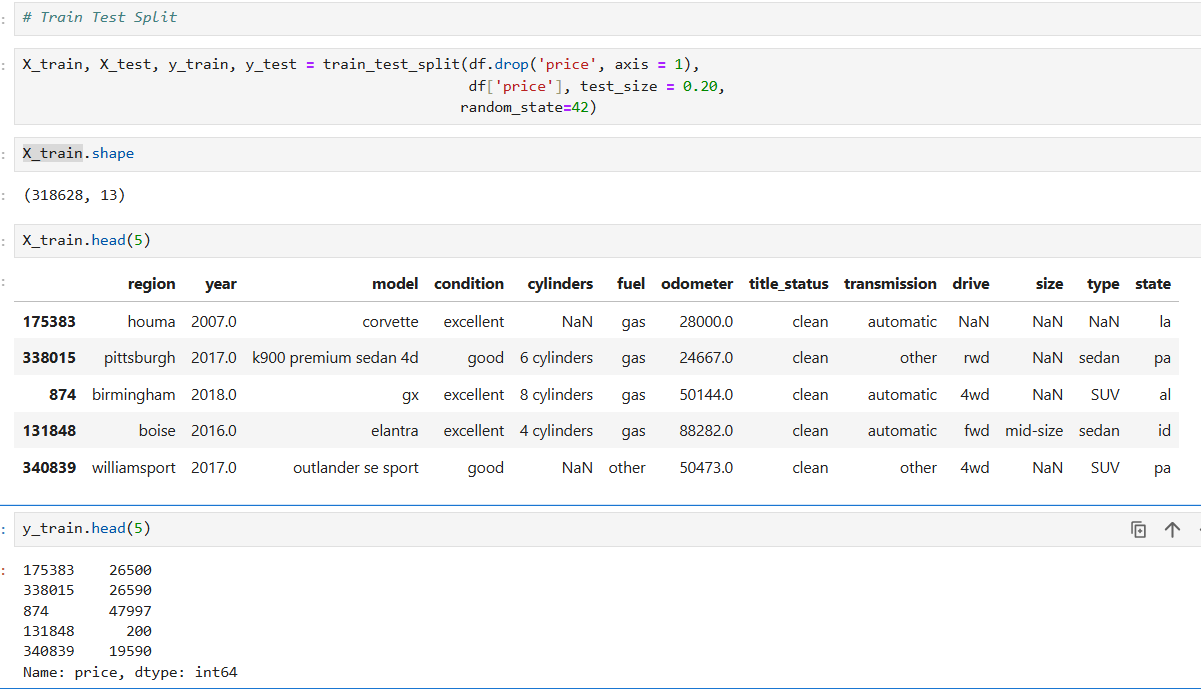 # Train Test Split
X_train, X_test, y_train, y_test = train_test_split(df.drop('price', axis = 1),
df['price'], test_size = 0.20,
random_state=42)
X_train.shape
(318628, 13)
X_train.head(5)
region year model condition cylinders fuel odometer title_status transmission drive size type state
175383 houma 2007.0 corvette excellent NaN gas 28000.0 clean automatic NaN NaN NaN la
338015 pittsburgh 2017.0 k900 premium sedan 4d good 6 cylinders gas 24667.0 clean other rwd NaN sedan pa
874 birmingham 2018.0 gx excellent 8 cylinders gas 50144.0 clean automatic 4wd NaN SUV al
131848 boise 2016.0 elantra excellent 4 cylinders gas 88282.0 clean automatic fwd mid-size sedan id
340839 williamsport 2017.0 outlander se sport good NaN other 50473.0 clean other 4wd NaN SUV pa
y_train.head(5)
175383 26500
338015 26590
874 47997
131848 200
340839 19590
Name: price, dtype: int64